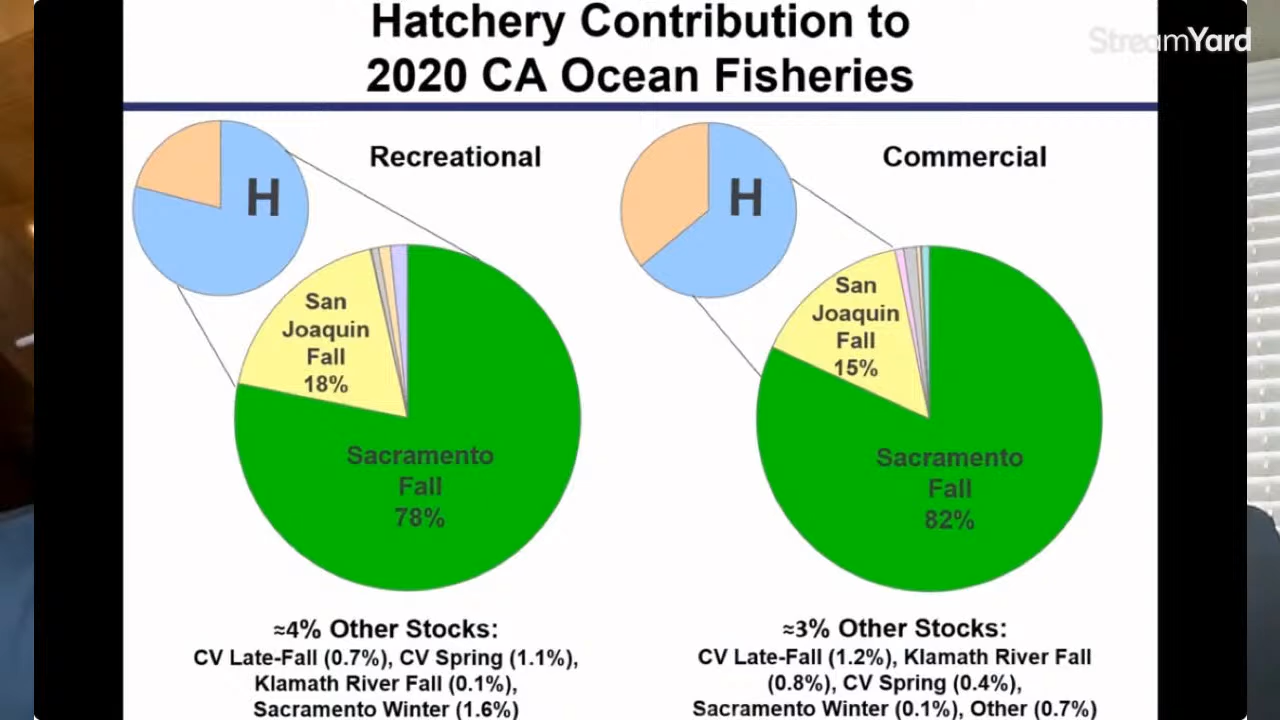 Hatchery Contribution to
2020 CA Ocean Fisheries
StreamYard
Recreational
H
San
Joaquin
Fall
18%
Sacramento
Fall
78%
≈4% Other Stocks:
CV Late-Fall (0.7%), CV Spring (1.1%),
Klamath River Fall (0.1%),
Sacramento Winter (1.6%)
Commercial
H
San
Joaquin
Fall
15%
Sacramento
Fall
82%
≈3% Other Stocks:
CV Late-Fall (1.2%), Klamath River Fall
(0.8%), CV Spring (0.4%),
Sacramento Winter (0.1%), Other (0.7%)